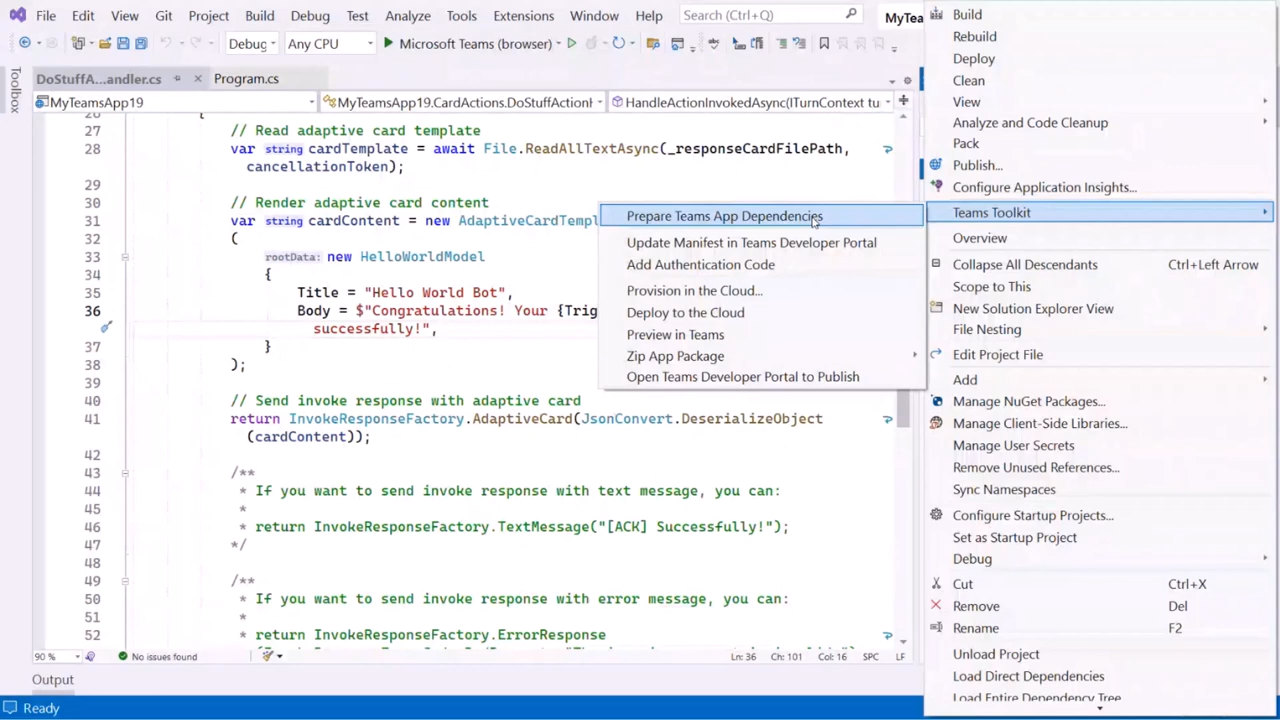 File Edit View Git Project Build Debug Test Analyze Tools Extensions Window Help Search (Ctrl+Q) MyTea
Debug Any CPU Microsoft Teams (browser)
Toolbox
DoStuffA...andler.cs Program.cs
MyTeamsApp19 MyTeamsApp19.CardActions.DoStuffActionH HandleActionInvokedAsync(ITurnContext tu
26 {
27 // Read adaptive card template
28 var string cardTemplate = await File.ReadAllTextAsync(_responseCardFilePath,
cancellationToken);
29
30 // Render adaptive card content
31 var string cardContent = new AdaptiveCardTempl
32 (
33 rootData: new HelloWorldModel
34 {
35 Title = "Hello World Bot",
36 Body = $"Congratulations! Your {Trig
successfully!",
37 }
38 );
39
40 // Send invoke response with adaptive card
41 return InvokeResponseFactory.AdaptiveCard(JsonConvert.DeserializeObject
(cardContent));
42
43 /**
44 * If you want to send invoke response with text message, you can:
45 *
46 * return InvokeResponseFactory.TextMessage("[ACK] Successfully!");
47 */
48
49 /**
50 * If you want to send invoke response with error message, you can:
51 *
52 * return InvokeResponseFactory.ErrorResponse
90 % No issues found Ln: 36 Ch: 101 Col: 16 SPC LF
Output
Ready
Prepare Teams App Dependencies
Update Manifest in Teams Developer Portal
Add Authentication Code
Provision in the Cloud...
Deploy to the Cloud
Preview in Teams
Zip App Package
Open Teams Developer Portal to Publish
Build
Rebuild
Deploy
Clean
View
Analyze and Code Cleanup
Pack
Publish...
Configure Application Insights...
Teams Toolkit
Overview
Collapse All Descendants Ctrl+Left Arrow
Scope to This
New Solution Explorer View
File Nesting
Edit Project File
Add
Manage NuGet Packages...
Manage Client-Side Libraries...
Manage User Secrets
Remove Unused References...
Sync Namespaces
Configure Startup Projects...
Set as Startup Project
Debug
Cut Ctrl+X
Remove Del
Rename F2
Unload Project
Load Direct Dependencies
Load Entire Dependency Tree